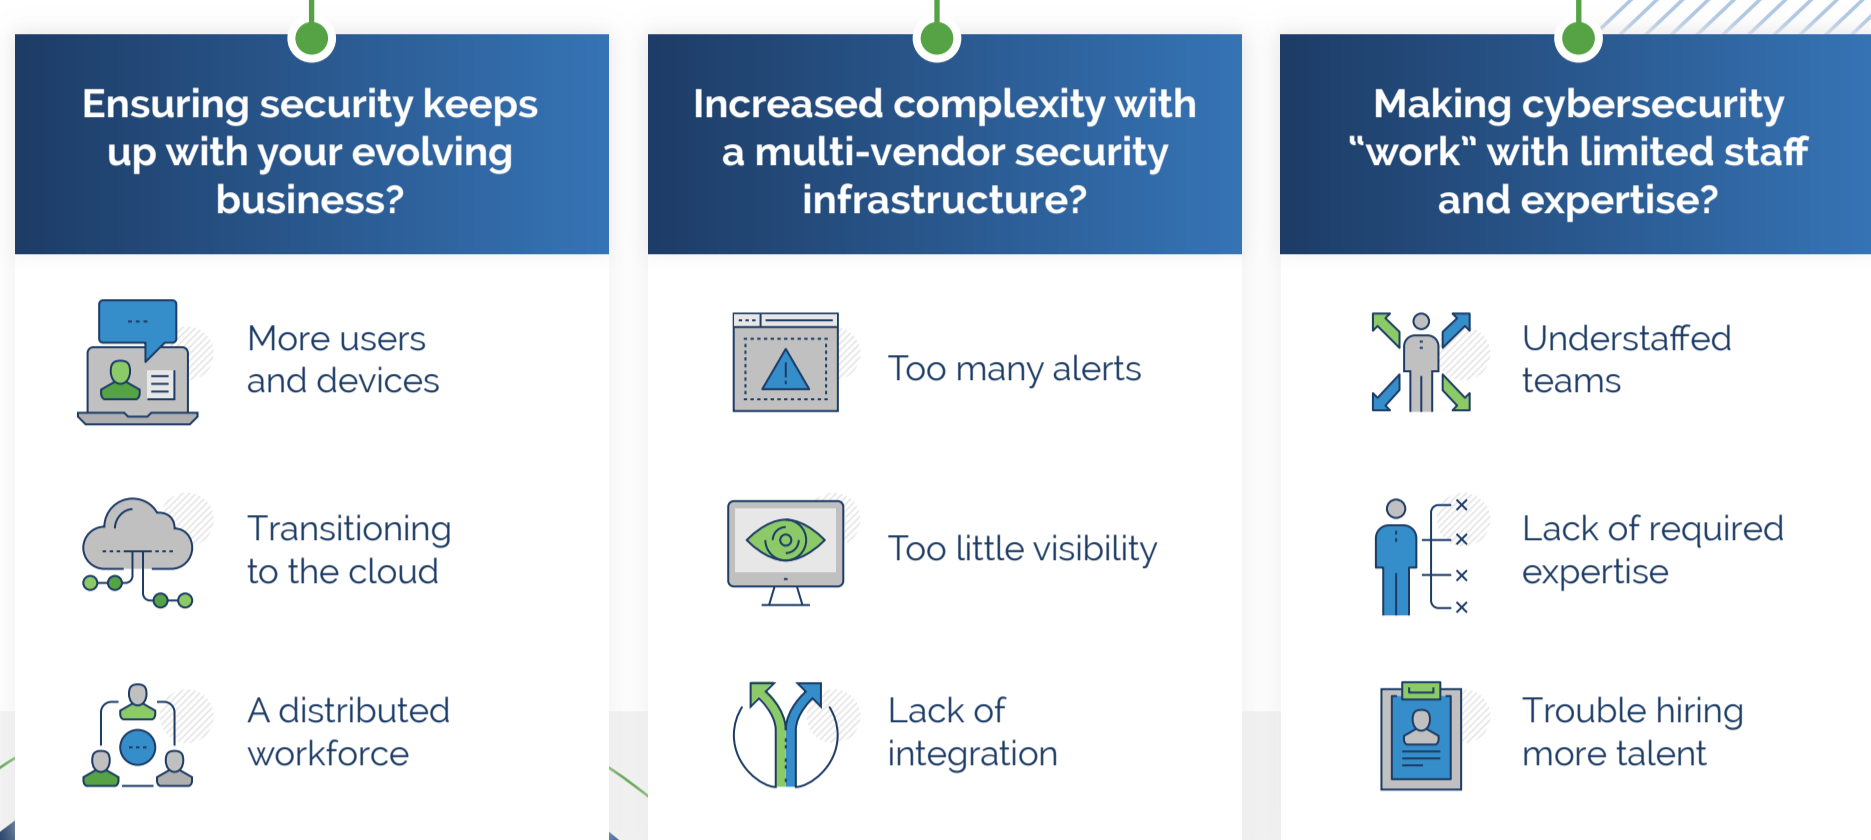 Ensuring security keeps
up with your evolving
business?
More users
and devices
Transitioning
to the cloud
A distributed
workforce
Increased complexity with
a multi-vendor security
infrastructure?
Too many alerts
Too little visibility
Lack of
integration
Making cybersecurity
“work” with limited staff
and expertise?
Understaffed
teams
Lack of required
expertise
Trouble hiring
more talent